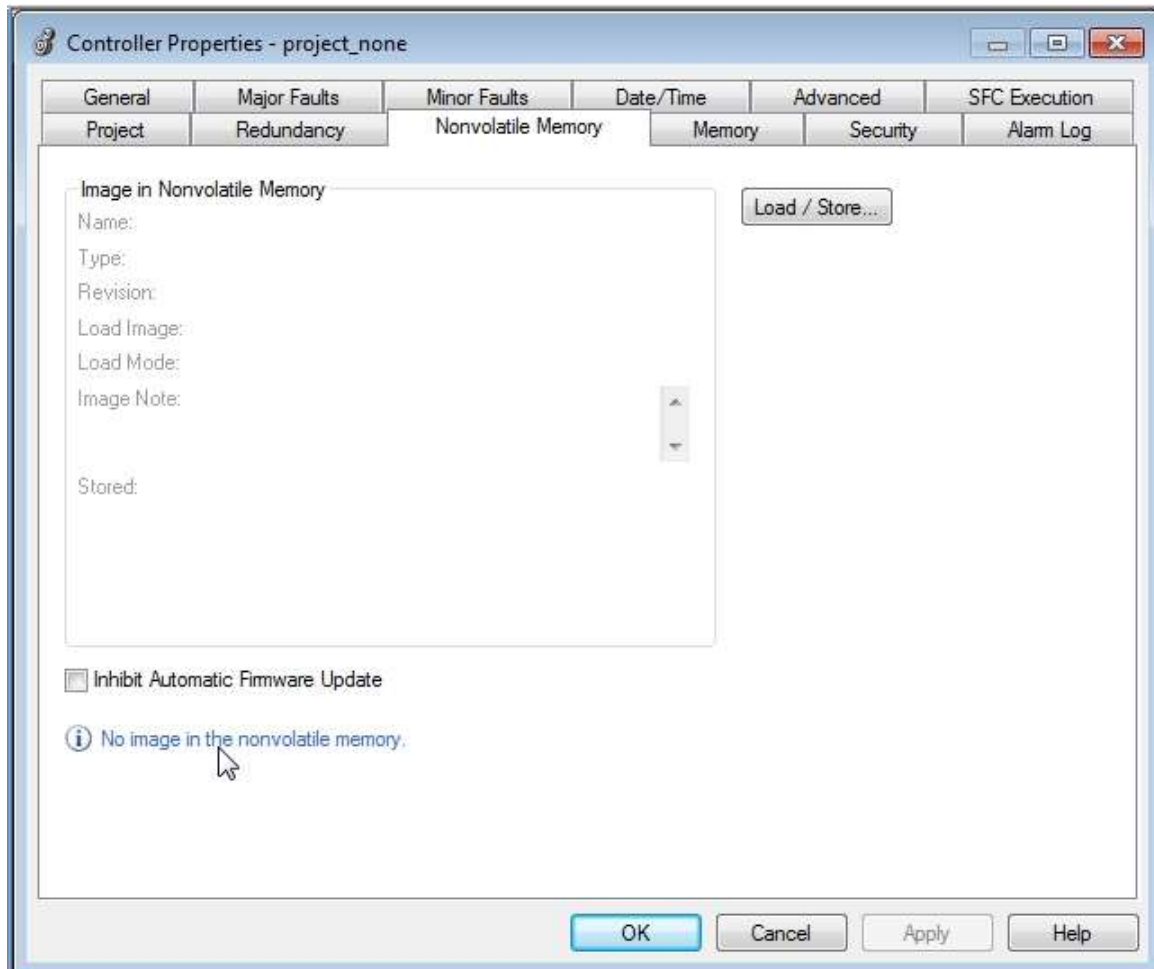 Controller Properties - project_none
General Major Faults Minor Faults Date/Time Advanced SFC Execution
Project Redundancy Nonvolatile Memory Memory Security Alarm Log
Image in Nonvolatile Memory
Load / Store...
Name:
Type:
Revision:
Load Image:
Load Mode:
Image Note:
Stored:
Inhibit Automatic Firmware Update
No image in the nonvolatile memory.
OK Cancel Apply Help